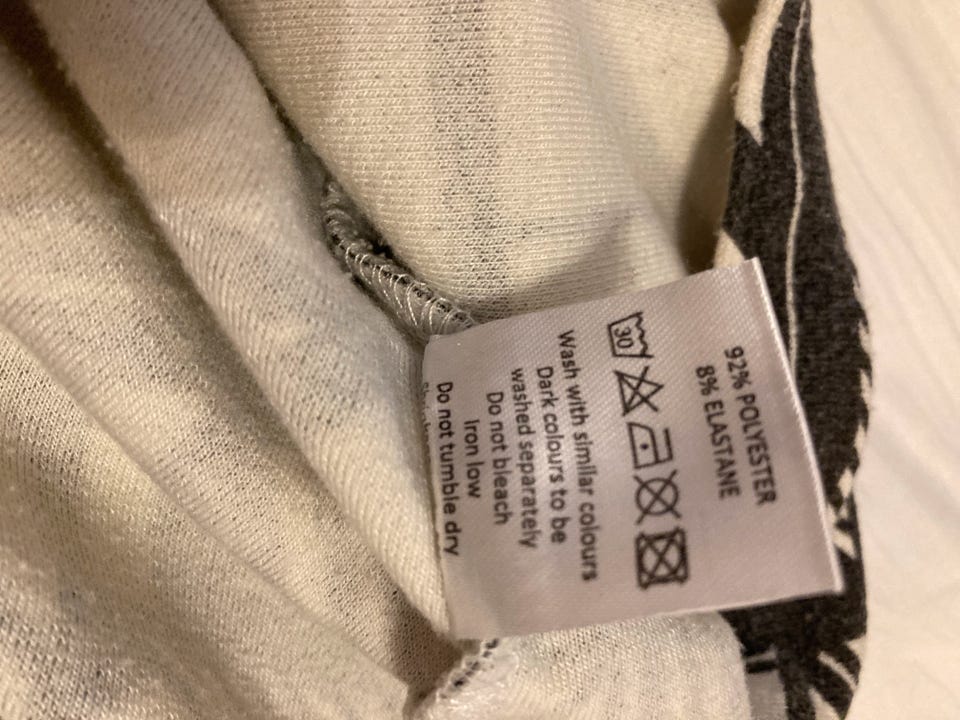 92% POLYESTER
8% ELASTANE
30
Wash with similar colours
Dark colours to be
washed separately
Do not bleach
Iron low
Do not tumble dry